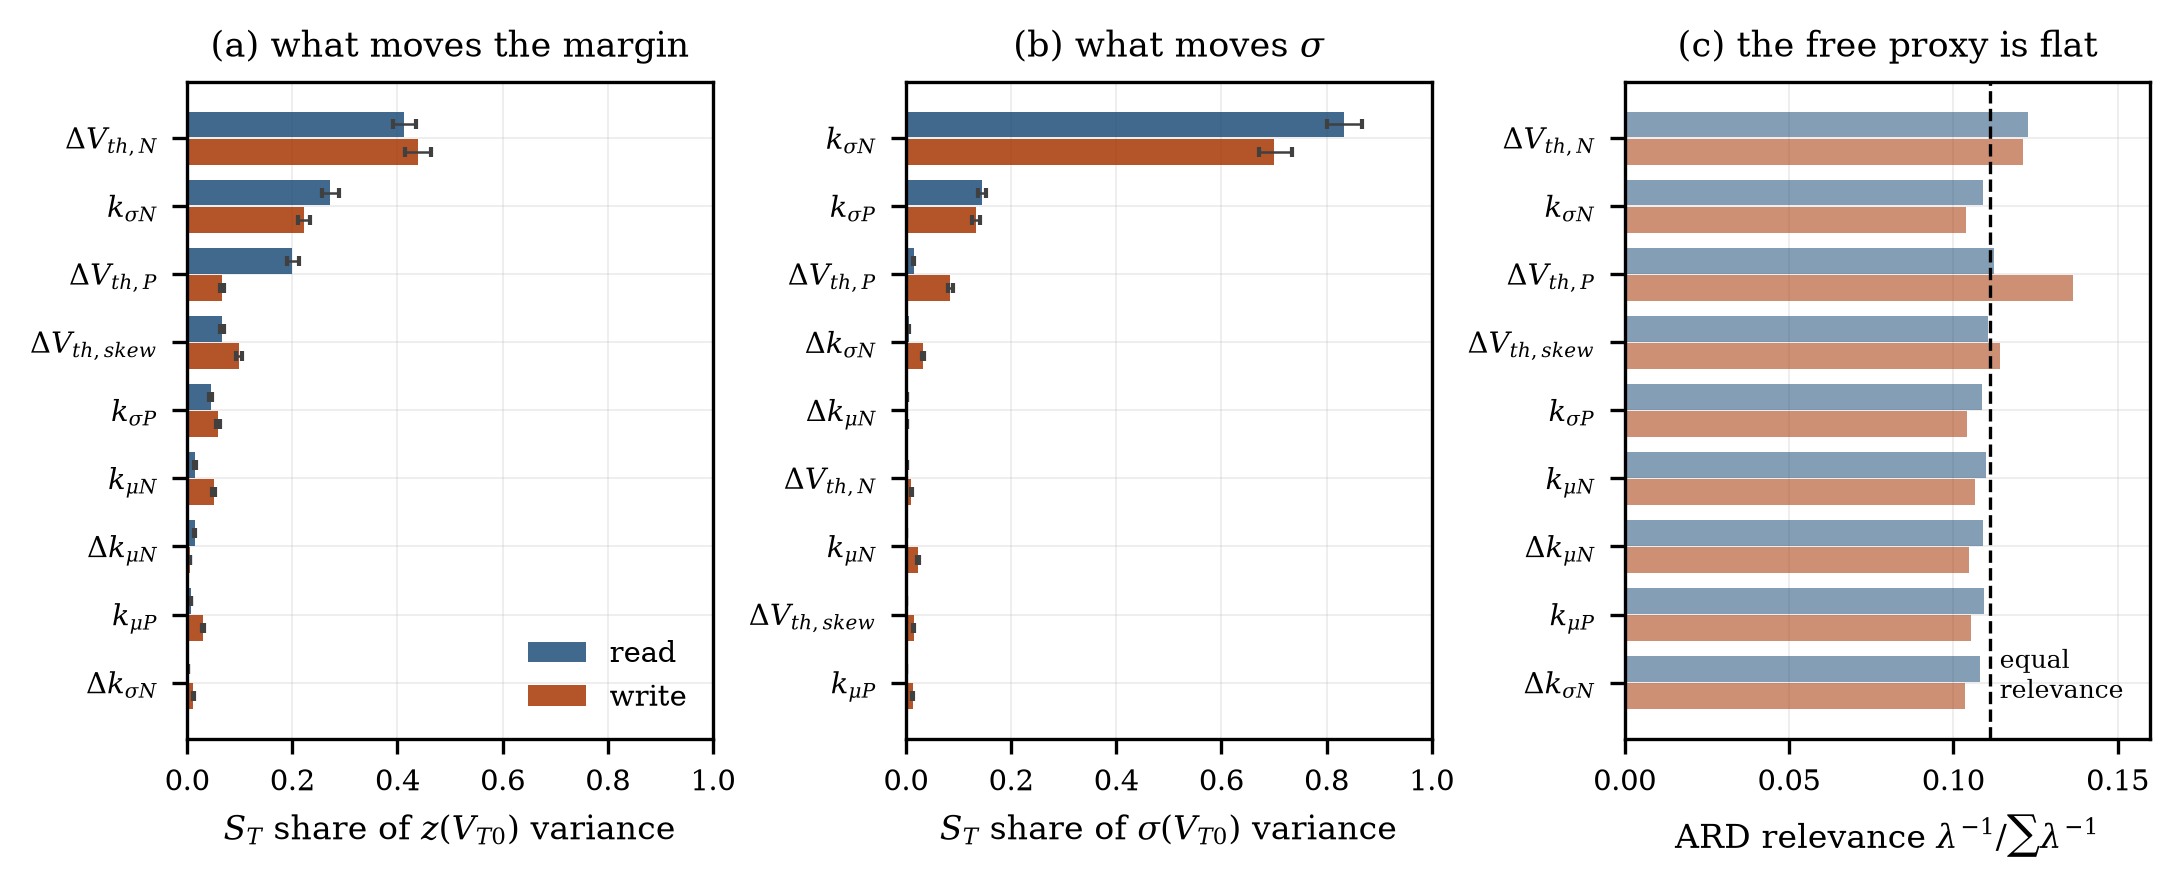 (a) what moves the margin
ΔV_{th, N}
k_{σN}
ΔV_{th, P}
ΔV_{th, skew}
k_{σP}
k_{μN}
Δk_{μN}
k_{μP}
Δk_{σN}
read
write
0.0 0.2 0.4 0.6 0.8 1.0
S_T share of z(V_{T0}) variance
(b) what moves σ
k_{σN}
k_{σP}
ΔV_{th, P}
Δk_{σN}
Δk_{μN}
ΔV_{th, N}
k_{μN}
ΔV_{th, skew}
k_{μP}
0.0 0.2 0.4 0.6 0.8 1.0
S_T share of σ(V_{T0}) variance
(c) the free proxy is flat
ΔV_{th, N}
k_{σN}
ΔV_{th, P}
ΔV_{th, skew}
k_{σP}
k_{μN}
Δk_{μN}
k_{μP}
Δk_{σN}
equal
relevance
0.00 0.05 0.10 0.15
ARD relevance λ^{−1}/∑λ^{−1}